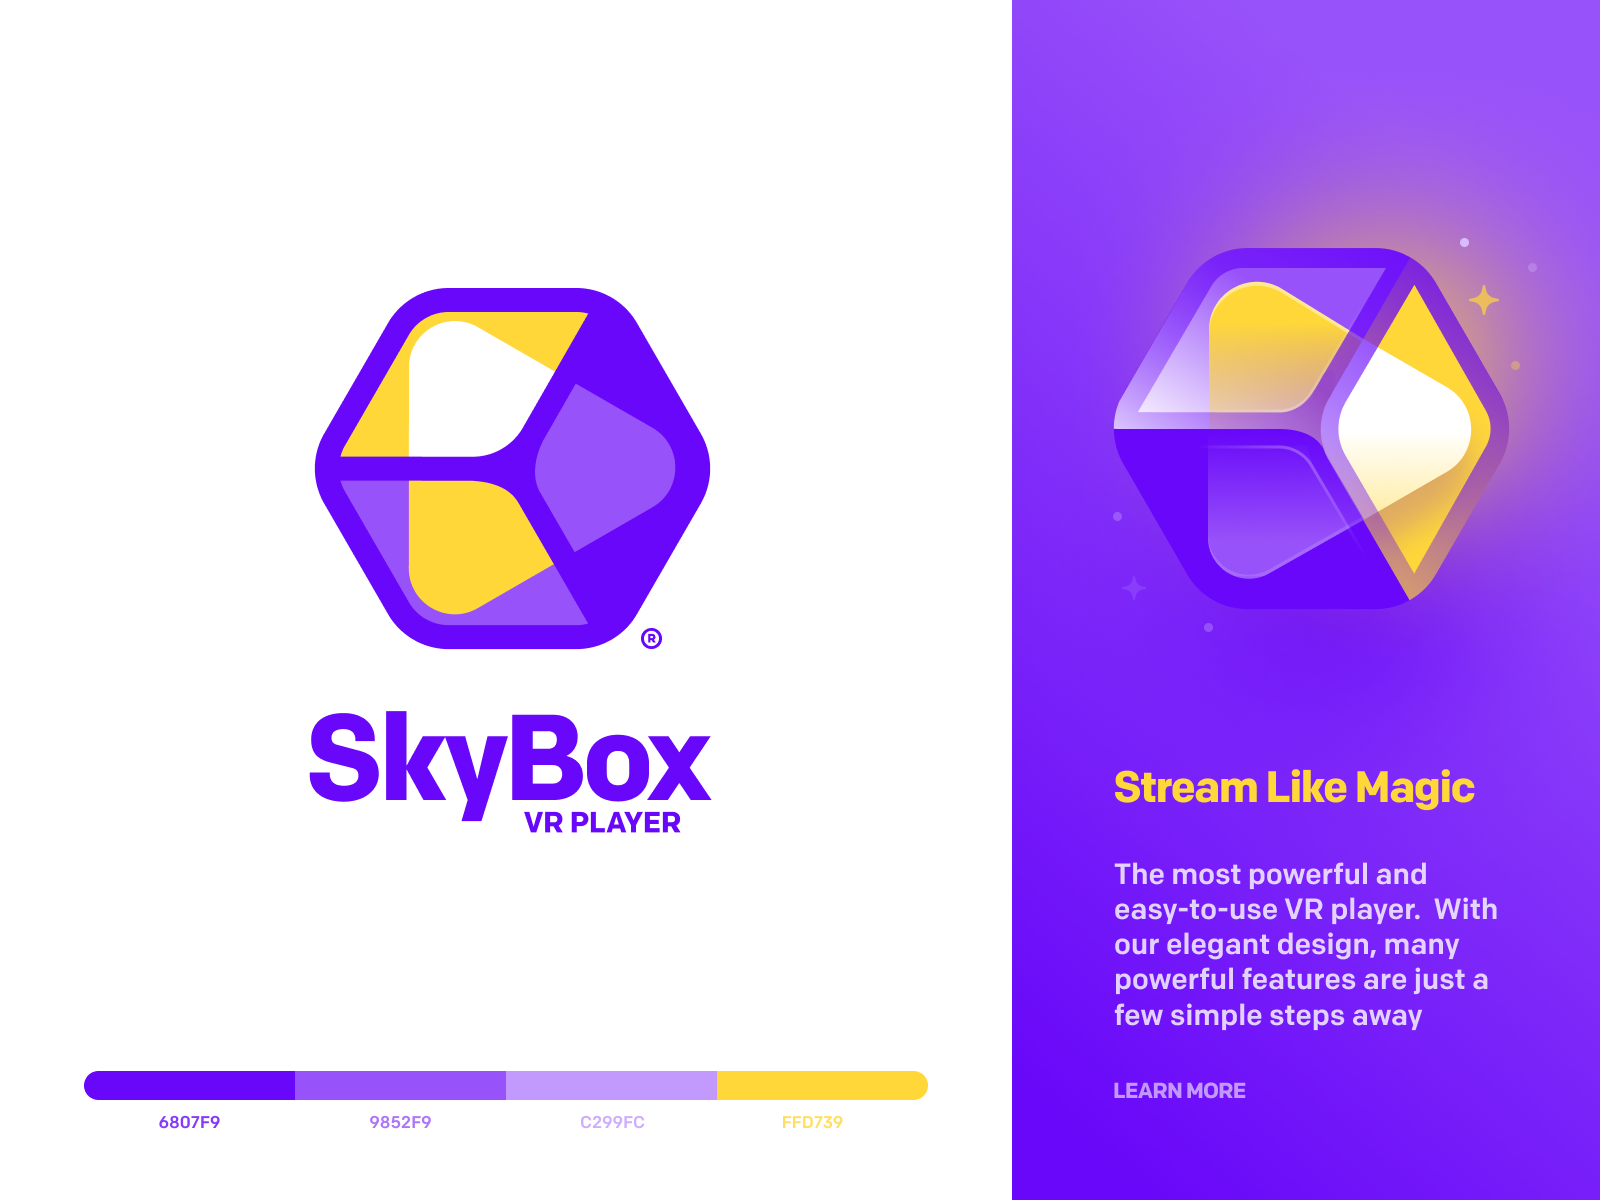 ®
SkyBox
VR PLAYER
6807F9
9852F9
C299FC
FFD739
Stream Like Magic
The most powerful and
easy-to-use VR player.  With
our elegant design, many
powerful features are just a
few simple steps away
LEARN MORE